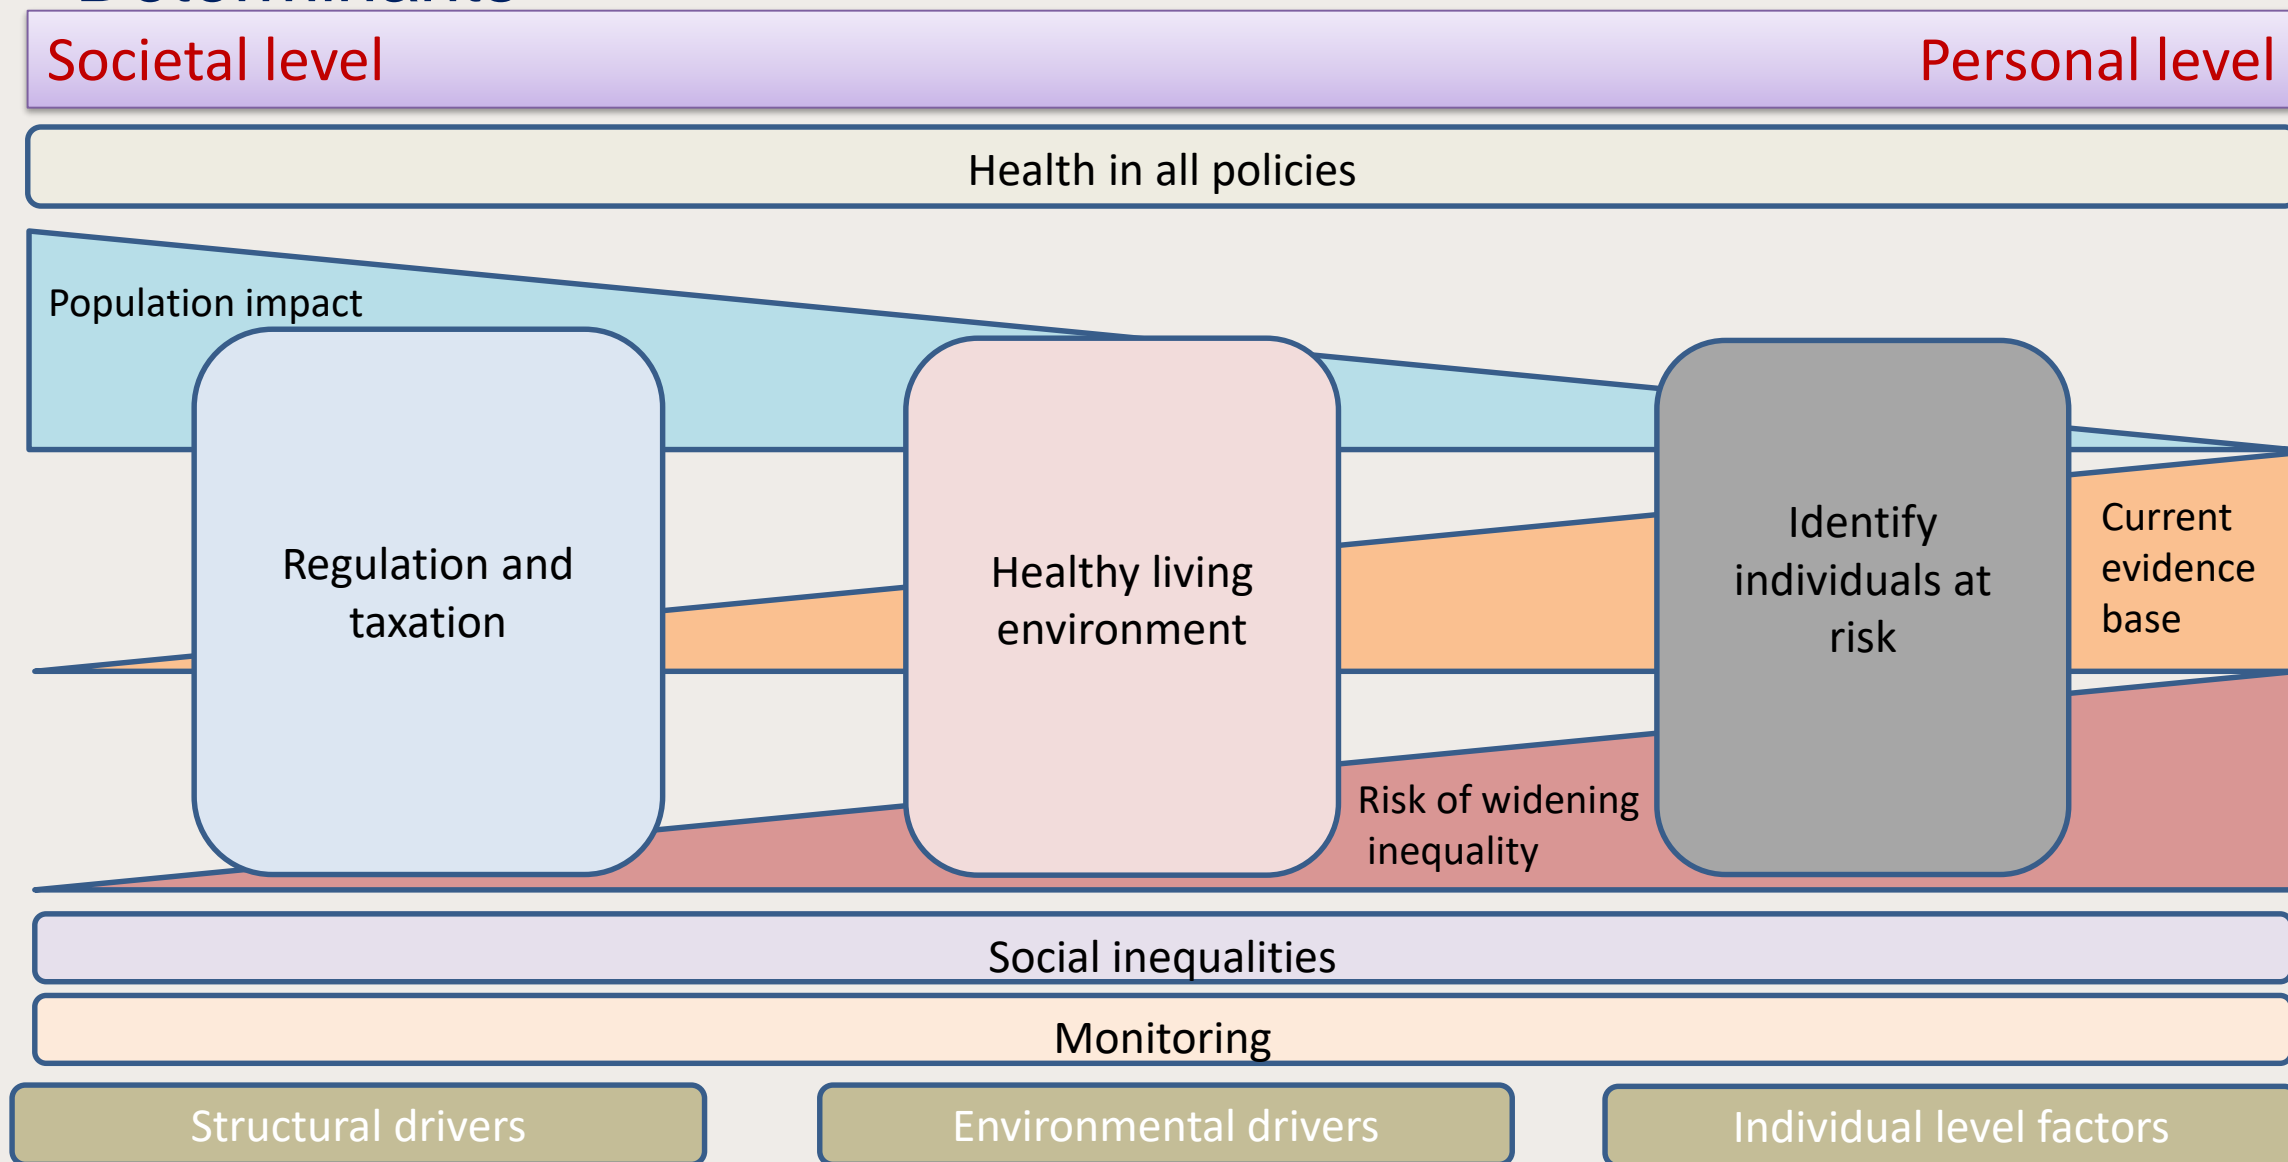 Determinants
Societal level
Personal level
Health in all policies
Population impact
Regulation and
taxation
Healthy living
environment
Identify
individuals at
risk
Current
evidence
base
Risk of widening
inequality
Social inequalities
Monitoring
Structural drivers
Environmental drivers
Individual level factors